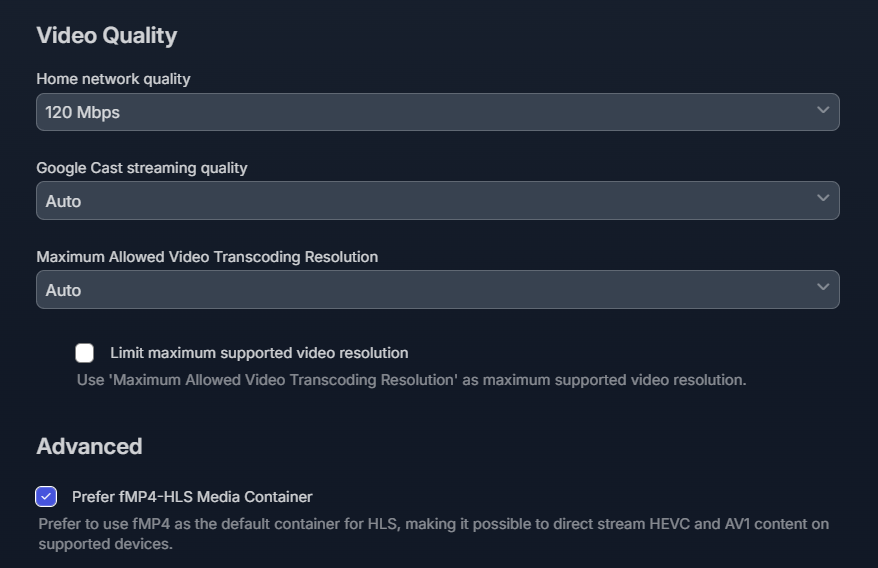 Video Quality
Home network quality
120 Mbps
Google Cast streaming quality
Auto
Maximum Allowed Video Transcoding Resolution
Auto
Limit maximum supported video resolution
Use 'Maximum Allowed Video Transcoding Resolution' as maximum supported video resolution.
Advanced
Prefer fMP4-HLS Media Container
Prefer to use fMP4 as the default container for HLS, making it possible to direct stream HEVC and AV1 content on
supported devices.